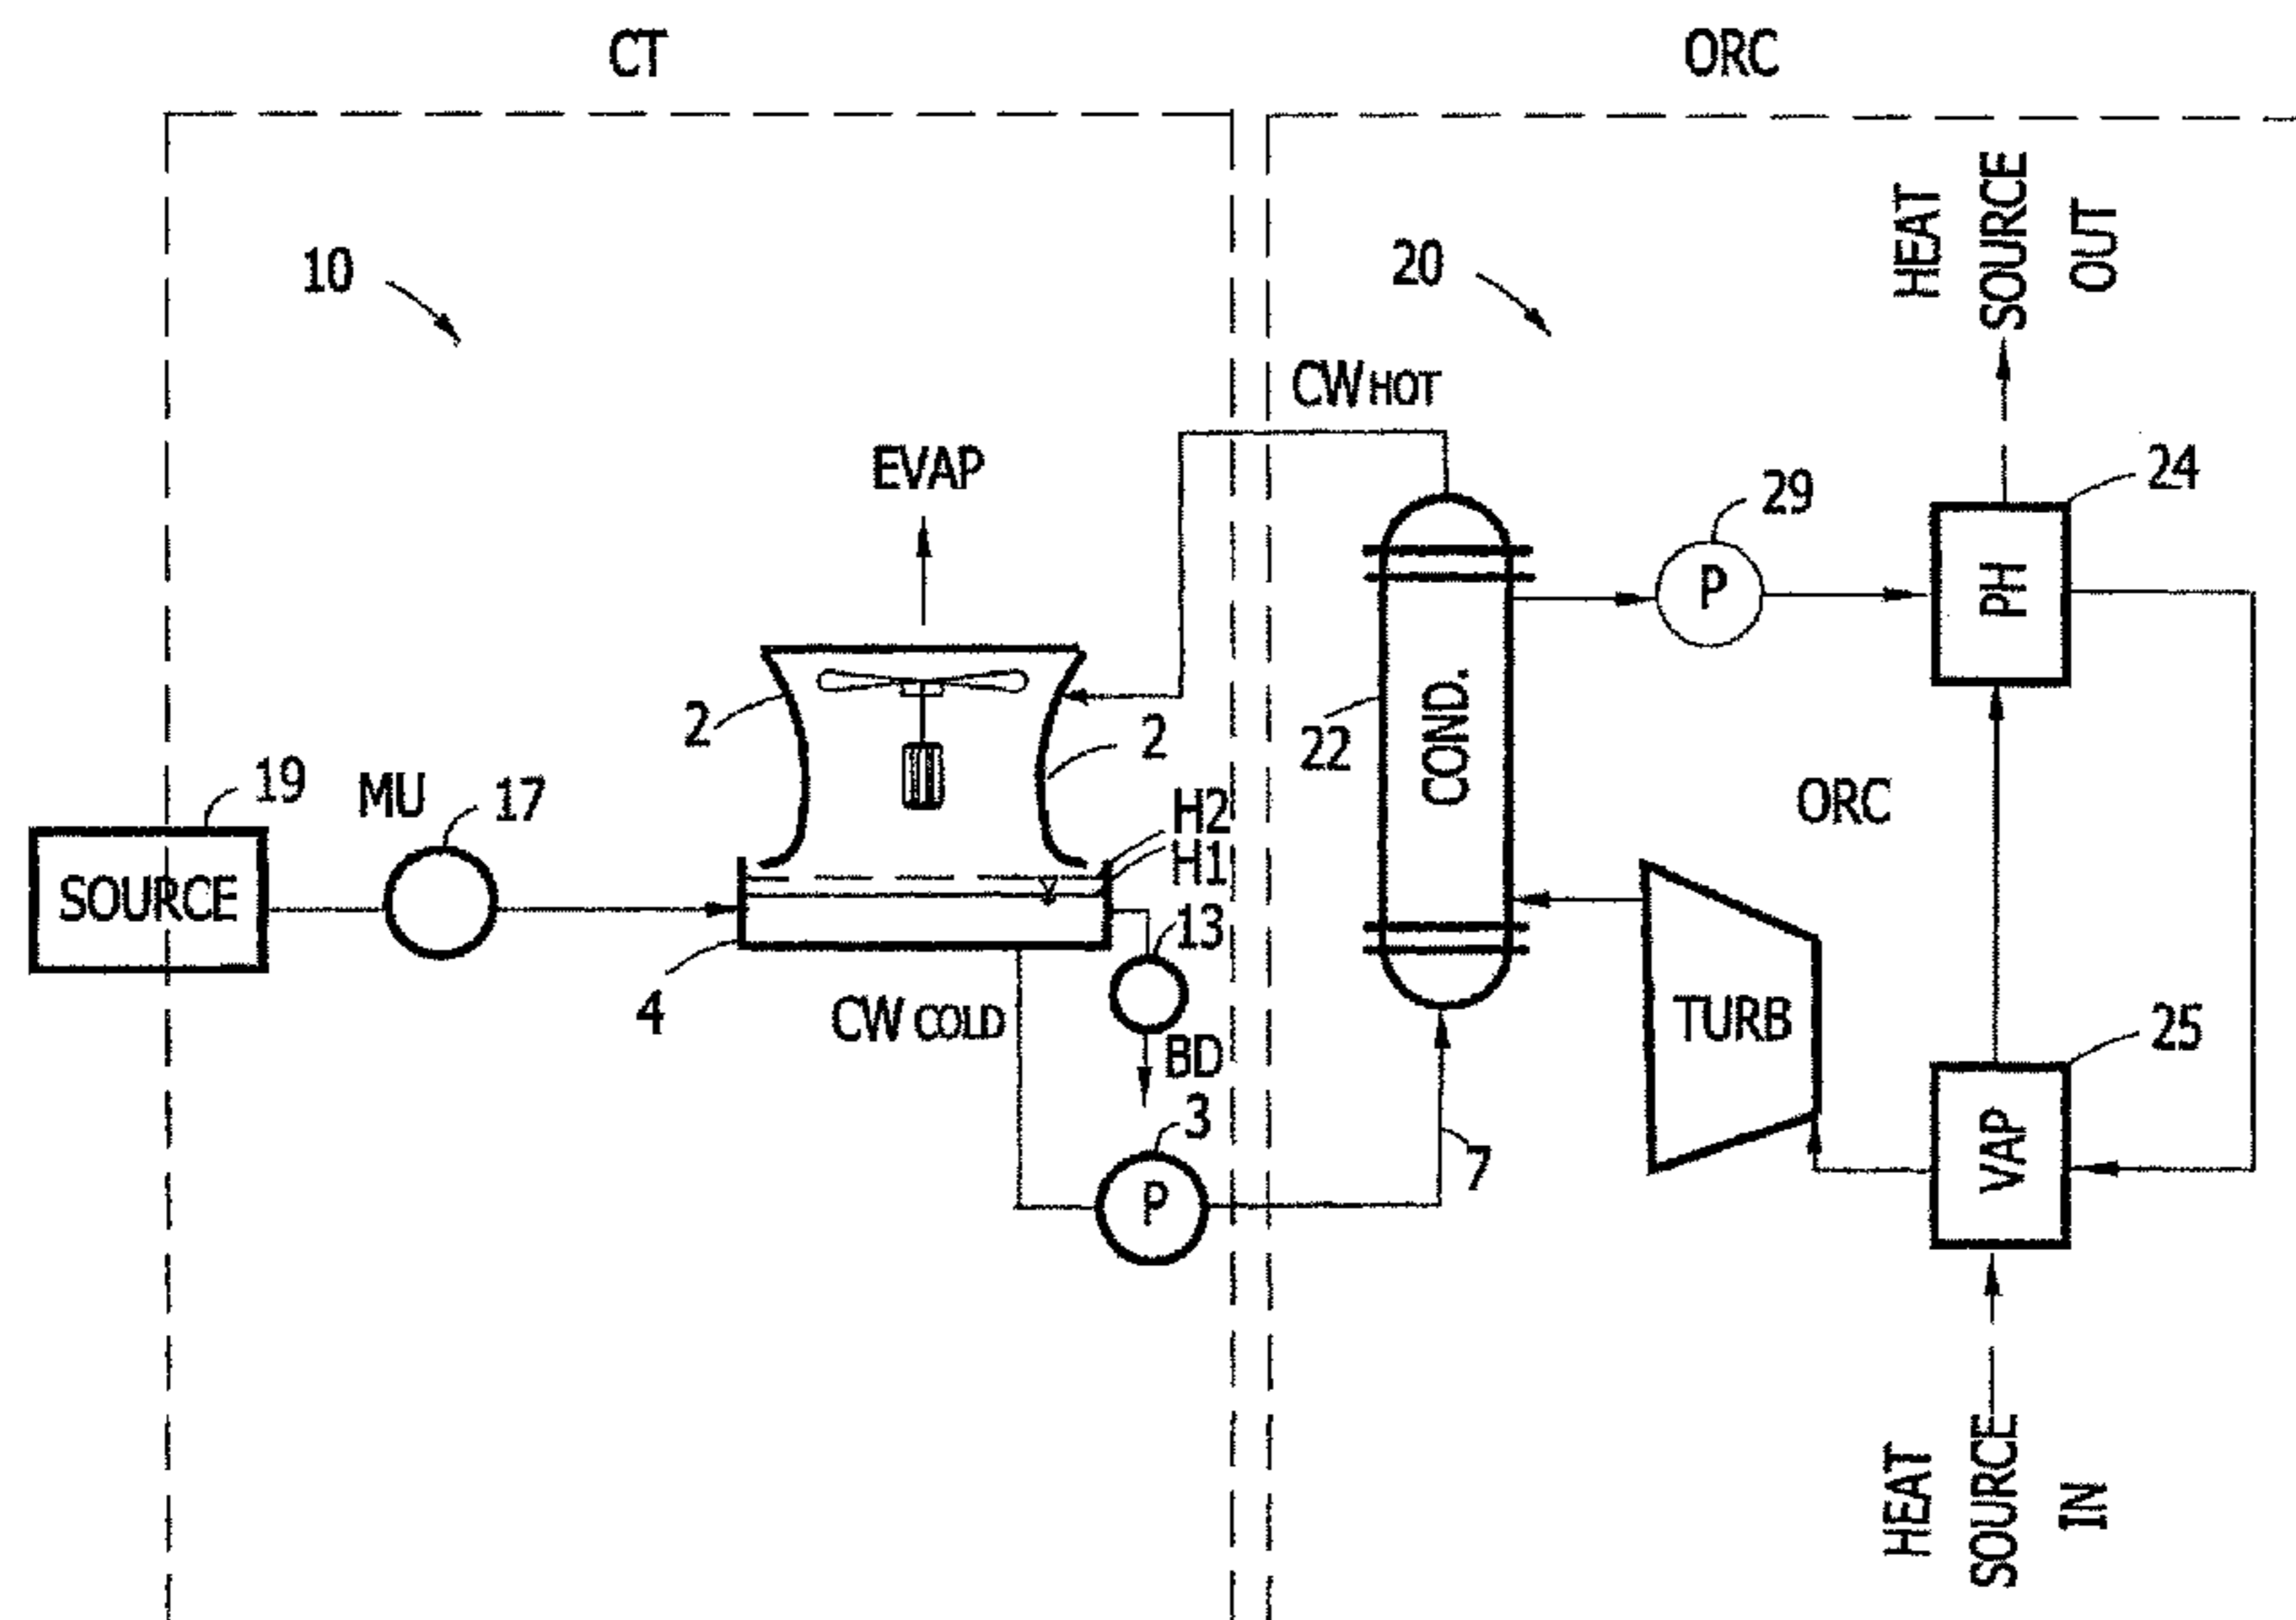 CT
ORC
10
20
HEAT
SOURCE
OUT
CW HOT
EVAP
29
24
P
PH
2
2
22
COND.
19
MU
17
H2
H1
ORC
SOURCE
13
4
CW COLD
BD
TURB
25
3
P
7
VAP
HEAT
SOURCE
IN